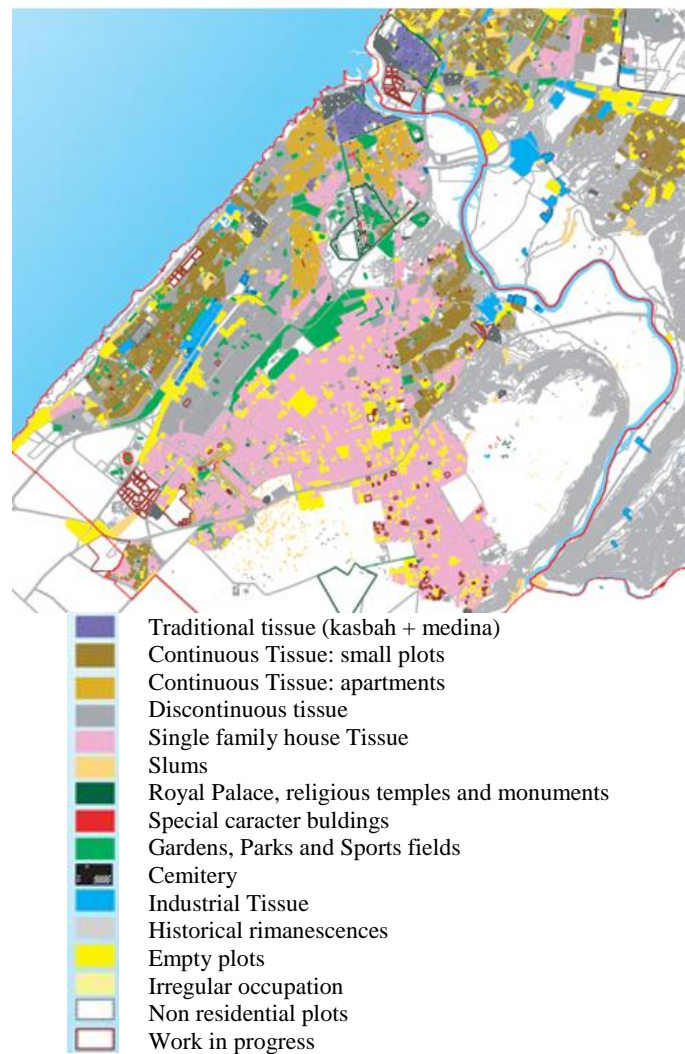 Traditional tissue (kasbah + medina)
Continuous Tissue: small plots
Continuous Tissue: apartments
Discontinuous tissue
Single family house Tissue
Slums
Royal Palace, religious temples and monuments
Special caracter buldings
Gardens, Parks and Sports fields
Cemitery
Industrial Tissue
Historical rimanescences
Empty plots
Irregular occupation
Non residential plots
Work in progress